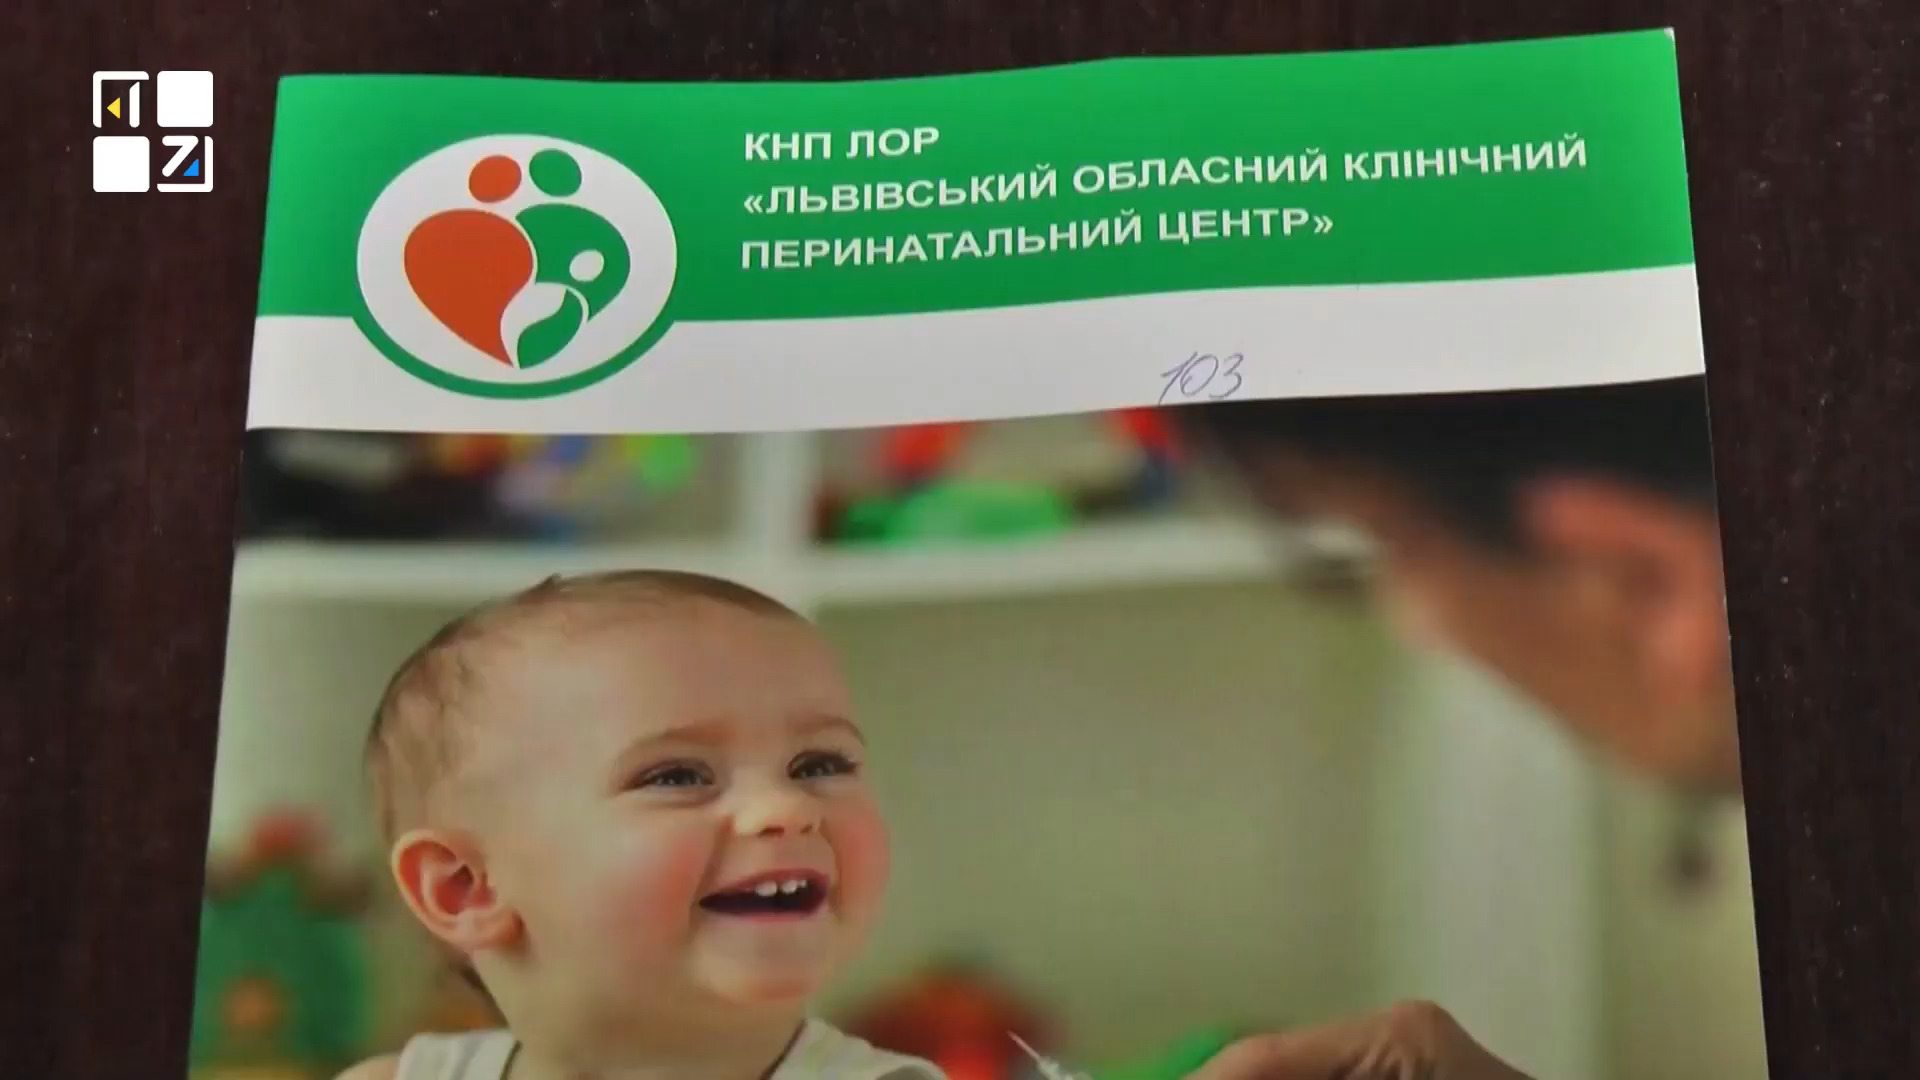 КНП ЛОР
«ЛЬВІВСЬКИЙ ОБЛАСНИЙ КЛІНІЧНИЙ
ПЕРИНАТАЛЬНИЙ ЦЕНТР»
103